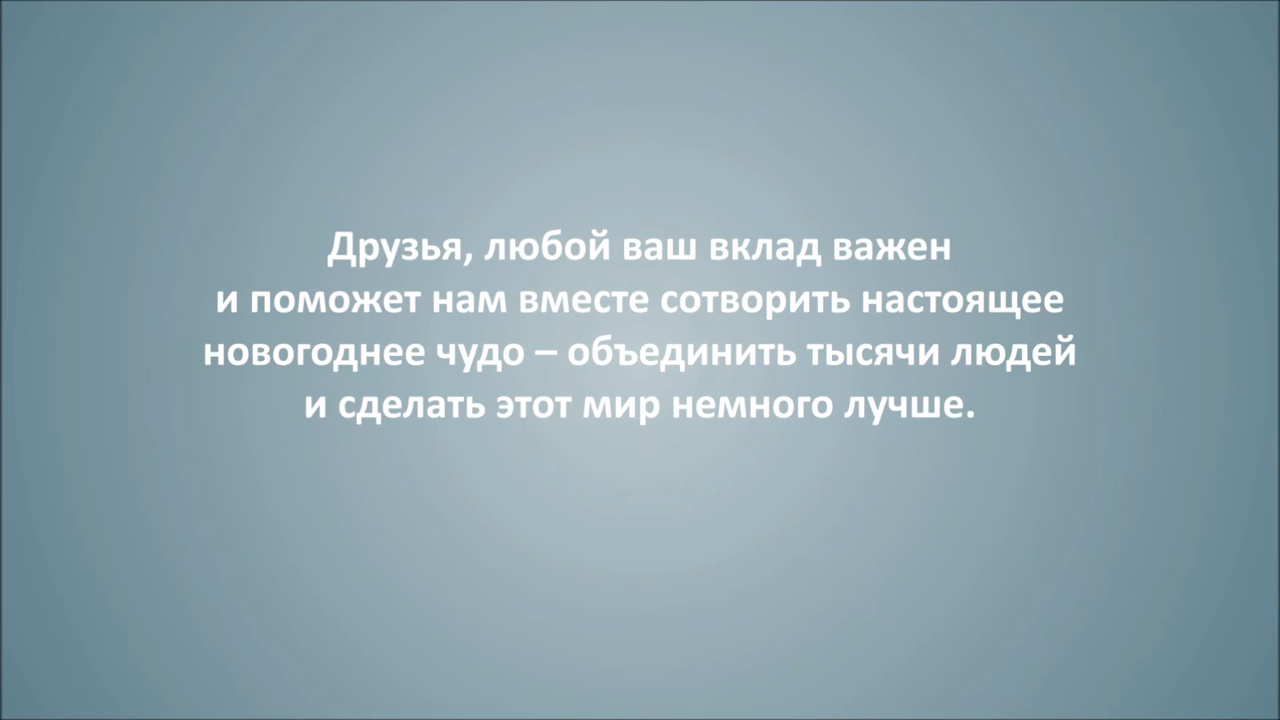 Друзья, любой ваш вклад важен
и поможет нам вместе сотворить настоящее
новогоднее чудо – объединить тысячи людей
и сделать этот мир немного лучше.